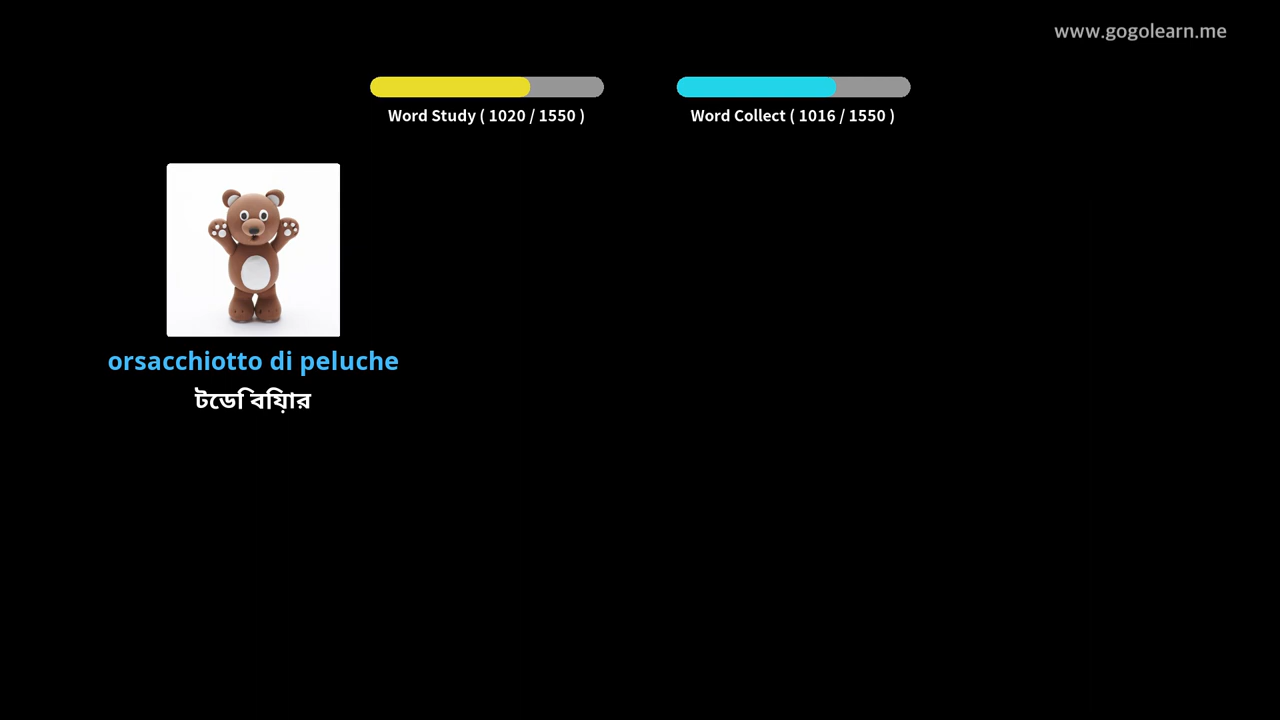 www.gogolearn.me
Word Study ( 1020 / 1550 )
Word Collect ( 1016 / 1550 )
orsacchiotto di peluche
টেডি বিয়ার